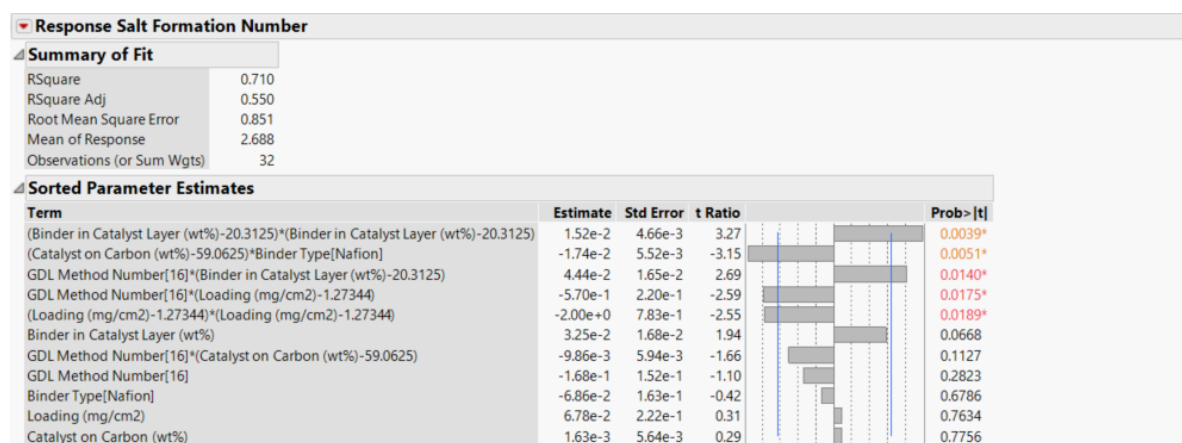 Response Salt Formation Number
Summary of Fit
RSquare 0.710
RSquare Adj 0.550
Root Mean Square Error 0.851
Mean of Response 2.688
Observations (or Sum Wgts) 32
Sorted Parameter Estimates
Term Estimate Std Error t Ratio Prob>|t|
(Binder in Catalyst Layer (wt%)-20.3125)*(Binder in Catalyst Layer (wt%)-20.3125) 1.52e-2 4.66e-3 3.27 0.0039*
(Catalyst on Carbon (wt%)-59.0625)*Binder Type[Nafion] -1.74e-2 5.52e-3 -3.15 0.0051*
GDL Method Number[16]*(Binder in Catalyst Layer (wt%)-20.3125) 4.44e-2 1.65e-2 2.69 0.0140*
GDL Method Number[16]*(Loading (mg/cm2)-1.27344) -5.70e-1 2.20e-1 -2.59 0.0175*
(Loading (mg/cm2)-1.27344)*(Loading (mg/cm2)-1.27344) -2.00e+0 7.83e-1 -2.55 0.0189*
Binder in Catalyst Layer (wt%) 3.25e-2 1.68e-2 1.94 0.0668
GDL Method Number[16]*(Catalyst on Carbon (wt%)-59.0625) -9.86e-3 5.94e-3 -1.66 0.1127
GDL Method Number[16] -1.68e-1 1.52e-1 -1.10 0.2823
Binder Type[Nafion] -6.86e-2 1.63e-1 -0.42 0.6786
Loading (mg/cm2) 6.78e-2 2.22e-1 0.31 0.7634
Catalyst on Carbon (wt%) 1.63e-3 5.64e-3 0.29 0.7756